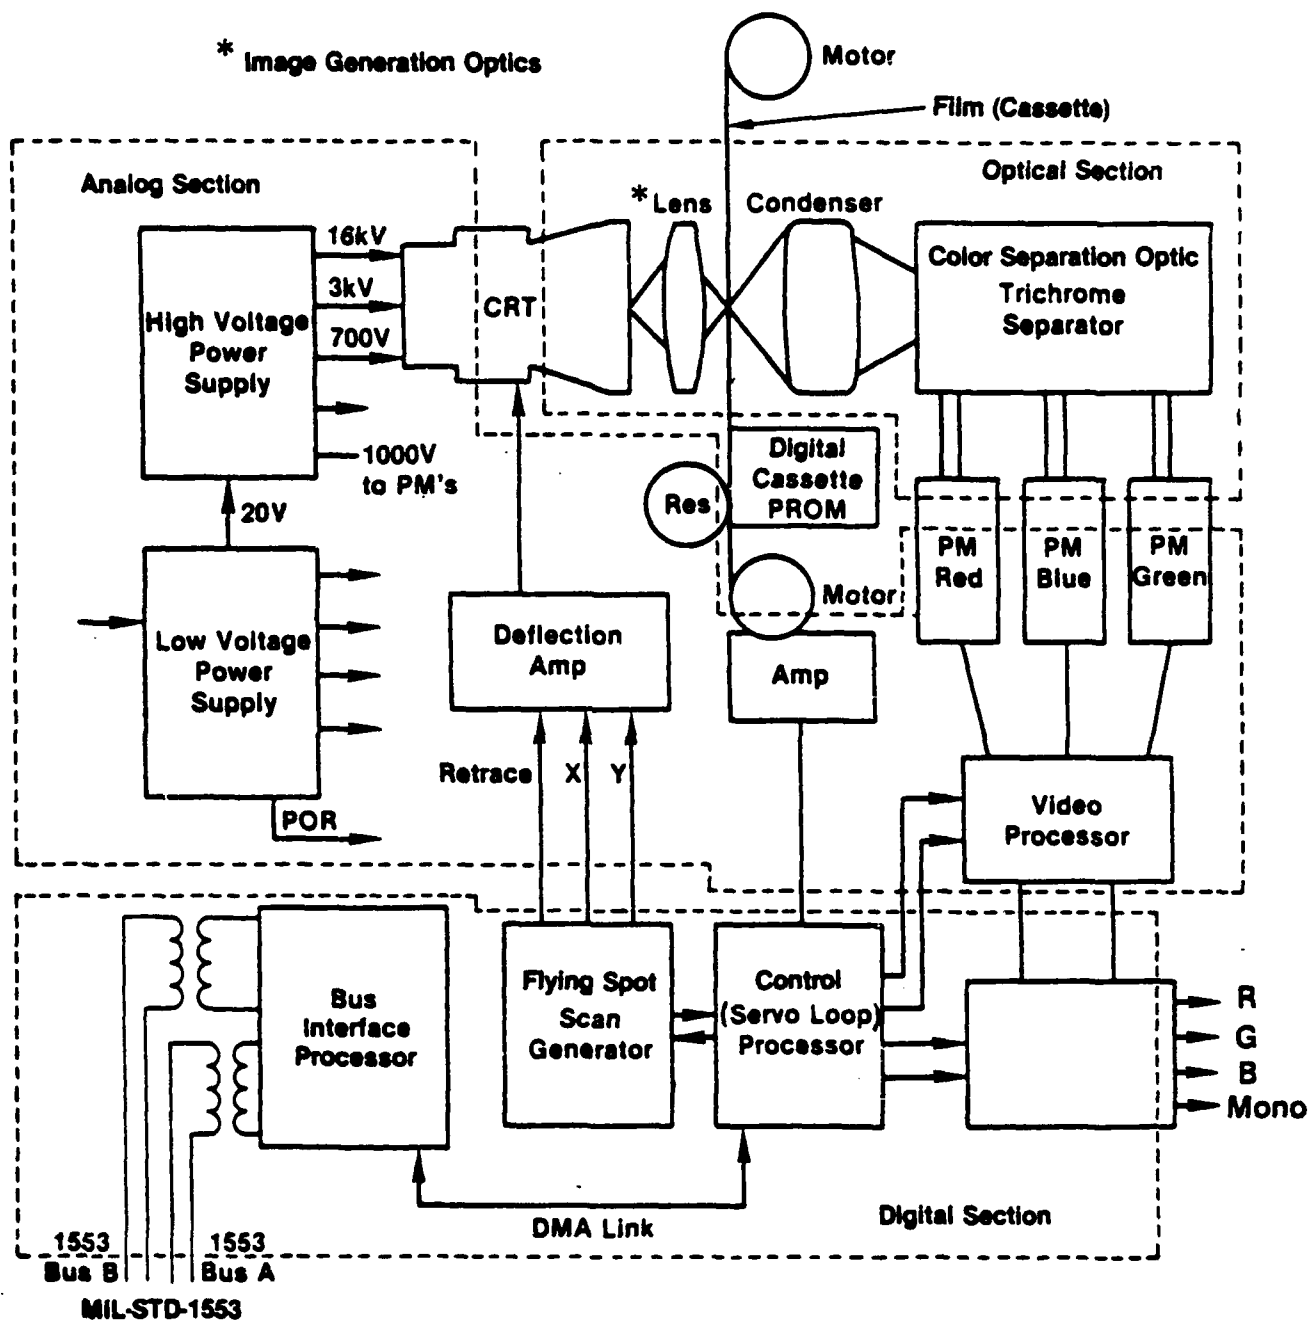 * Image Generation Optics
Motor
Film (Cassette)
Analog Section
Optical Section
* Lens
Condenser
16kV
3kV
700V
High Voltage
Power
Supply
CRT
Color Separation Optic
Trichrome
Separator
1000V
to PM's
Digital
Cassette
PROM
Res
20V
PM
Red
PM
Blue
PM
Green
Motor
Low Voltage
Power
Supply
Deflection
Amp
Amp
Retrace
X
Y
POR
Video
Processor
Bus
Interface
Processor
Flying Spot
Scan
Generator
Control
(Servo Loop)
Processor
R
G
B
Mono
DMA Link
Digital Section
1553
Bus B
1553
Bus A
MIL-STD-1553